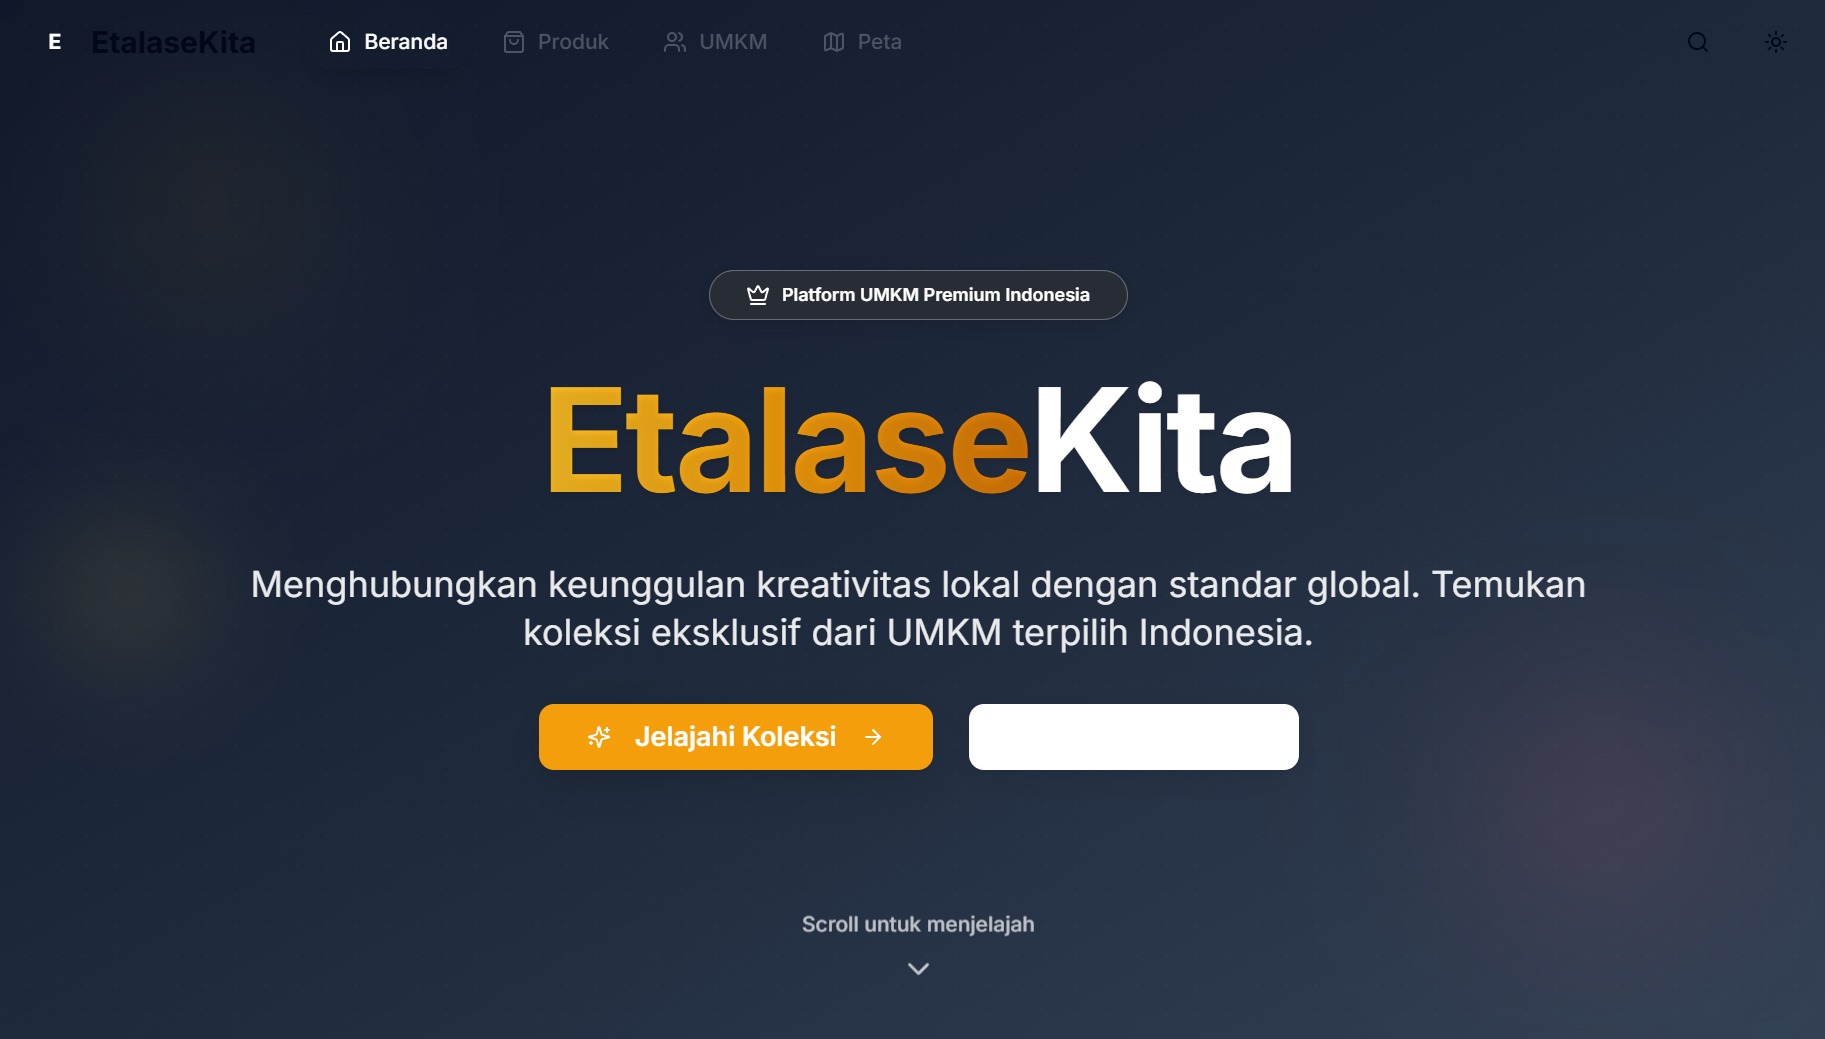 E EtalaseKita Beranda Produk UMKM Peta
Platform UMKM Premium Indonesia
EtalaseKita
Menghubungkan keunggulan kreativitas lokal dengan standar global. Temukan
koleksi eksklusif dari UMKM terpilih Indonesia.
Jelajahi Koleksi
Scroll untuk menjelajah